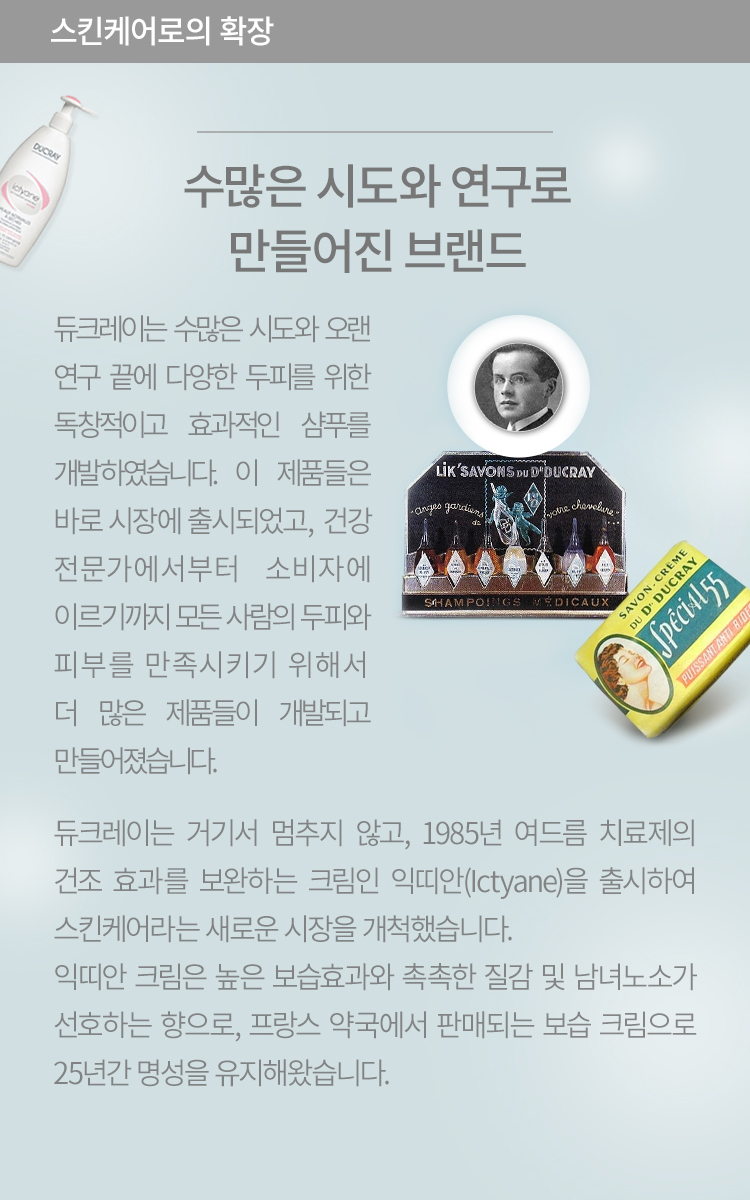 스킨케어로의 확장
DUCRAY
ictyane
수많은 시도와 연구로
만들어진 브랜드
듀크레이는 수많은 시도와 오랜
연구 끝에 다양한 두피를 위한
독창적이고 효과적인 샴푸를
개발하였습니다. 이 제품들은
바로 시장에 출시되었고, 건강
전문가에서부터 소비자에
이르기까지 모든 사람의 두피와
피부를 만족시키기 위해서
더 많은 제품들이 개발되고
만들어졌습니다.
LiK'SAVONS DU DR DUCRAY
"Anges gardiens
de
votre chevelure"
SHAMPOINGS MÉDICAUX
SAVON-CRÈME
DU DR DUCRAY
SPÉCIAL 55
PUISSANT ANTI RIDE
듀크레이는 거기서 멈추지 않고, 1985년 여드름 치료제의
건조 효과를 보완하는 크림인 익띠안(Ictyane)을 출시하여
스킨케어라는 새로운 시장을 개척했습니다.
익띠안 크림은 높은 보습효과와 촉촉한 질감 및 남녀노소가
선호하는 향으로, 프랑스 약국에서 판매되는 보습 크림으로
25년간 명성을 유지해왔습니다.